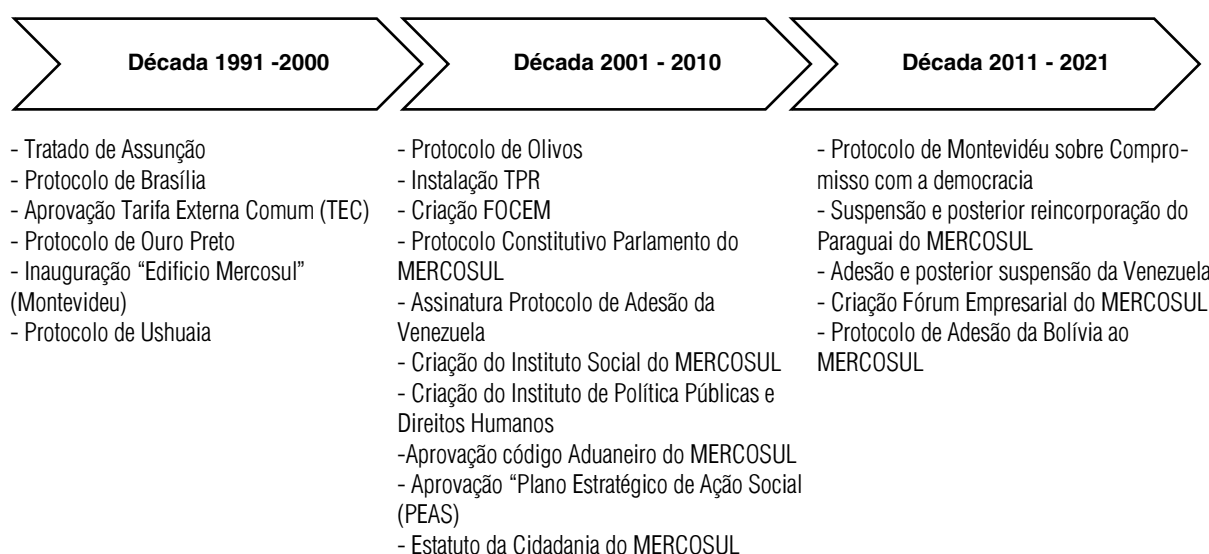 Década 1991 -2000
Década 2001 - 2010
Década 2011 - 2021
- Tratado de Assunção
- Protocolo de Brasília
- Aprovação Tarifa Externa Comum (TEC)
- Protocolo de Ouro Preto
- Inauguração “Edificio Mercosul”
(Montevideu)
- Protocolo de Ushuaia
- Protocolo de Olivos
- Instalação TPR
- Criação FOCEM
- Protocolo Constitutivo Parlamento do
MERCOSUL
- Assinatura Protocolo de Adesão da
Venezuela
- Criação do Instituto Social do MERCOSUL
- Criação do Instituto de Política Públicas e
Direitos Humanos
-Aprovação código Aduaneiro do MERCOSUL
- Aprovação “Plano Estratégico de Ação Social
(PEAS)
- Estatuto da Cidadania do MERCOSUL
- Protocolo de Montevidéu sobre Compro-
misso com a democracia
- Suspensão e posterior reincorporação do
Paraguai do MERCOSUL
- Adesão e posterior suspensão da Venezuela
- Criação Fórum Empresarial do MERCOSUL
- Protocolo de Adesão da Bolívia ao
MERCOSUL